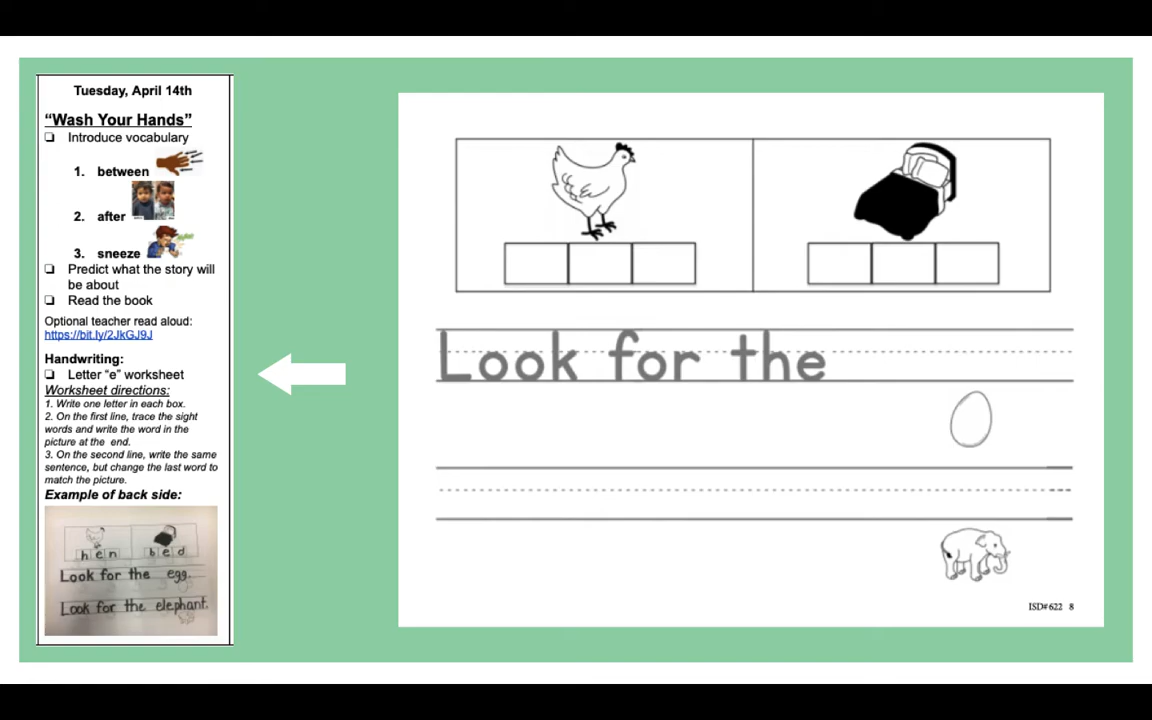 Tuesday, April 14th
“Wash Your Hands”
❏ Introduce vocabulary
1. between
2. after
3. sneeze
❏ Predict what the story will
be about
❏ Read the book
Optional teacher read aloud:
https://bit.ly/2JkGJ9J
Handwriting:
❏ Letter “e” worksheet
Worksheet directions:
1. Write one letter in each box.
2. On the first line, trace the sight
words and write the word in the
picture at the end.
3. On the second line, write the same
sentence, but change the last word to
match the picture.
Example of back side:
hen bed
Look for the egg.
Look for the elephant.
Look for the
ISD# 622 8